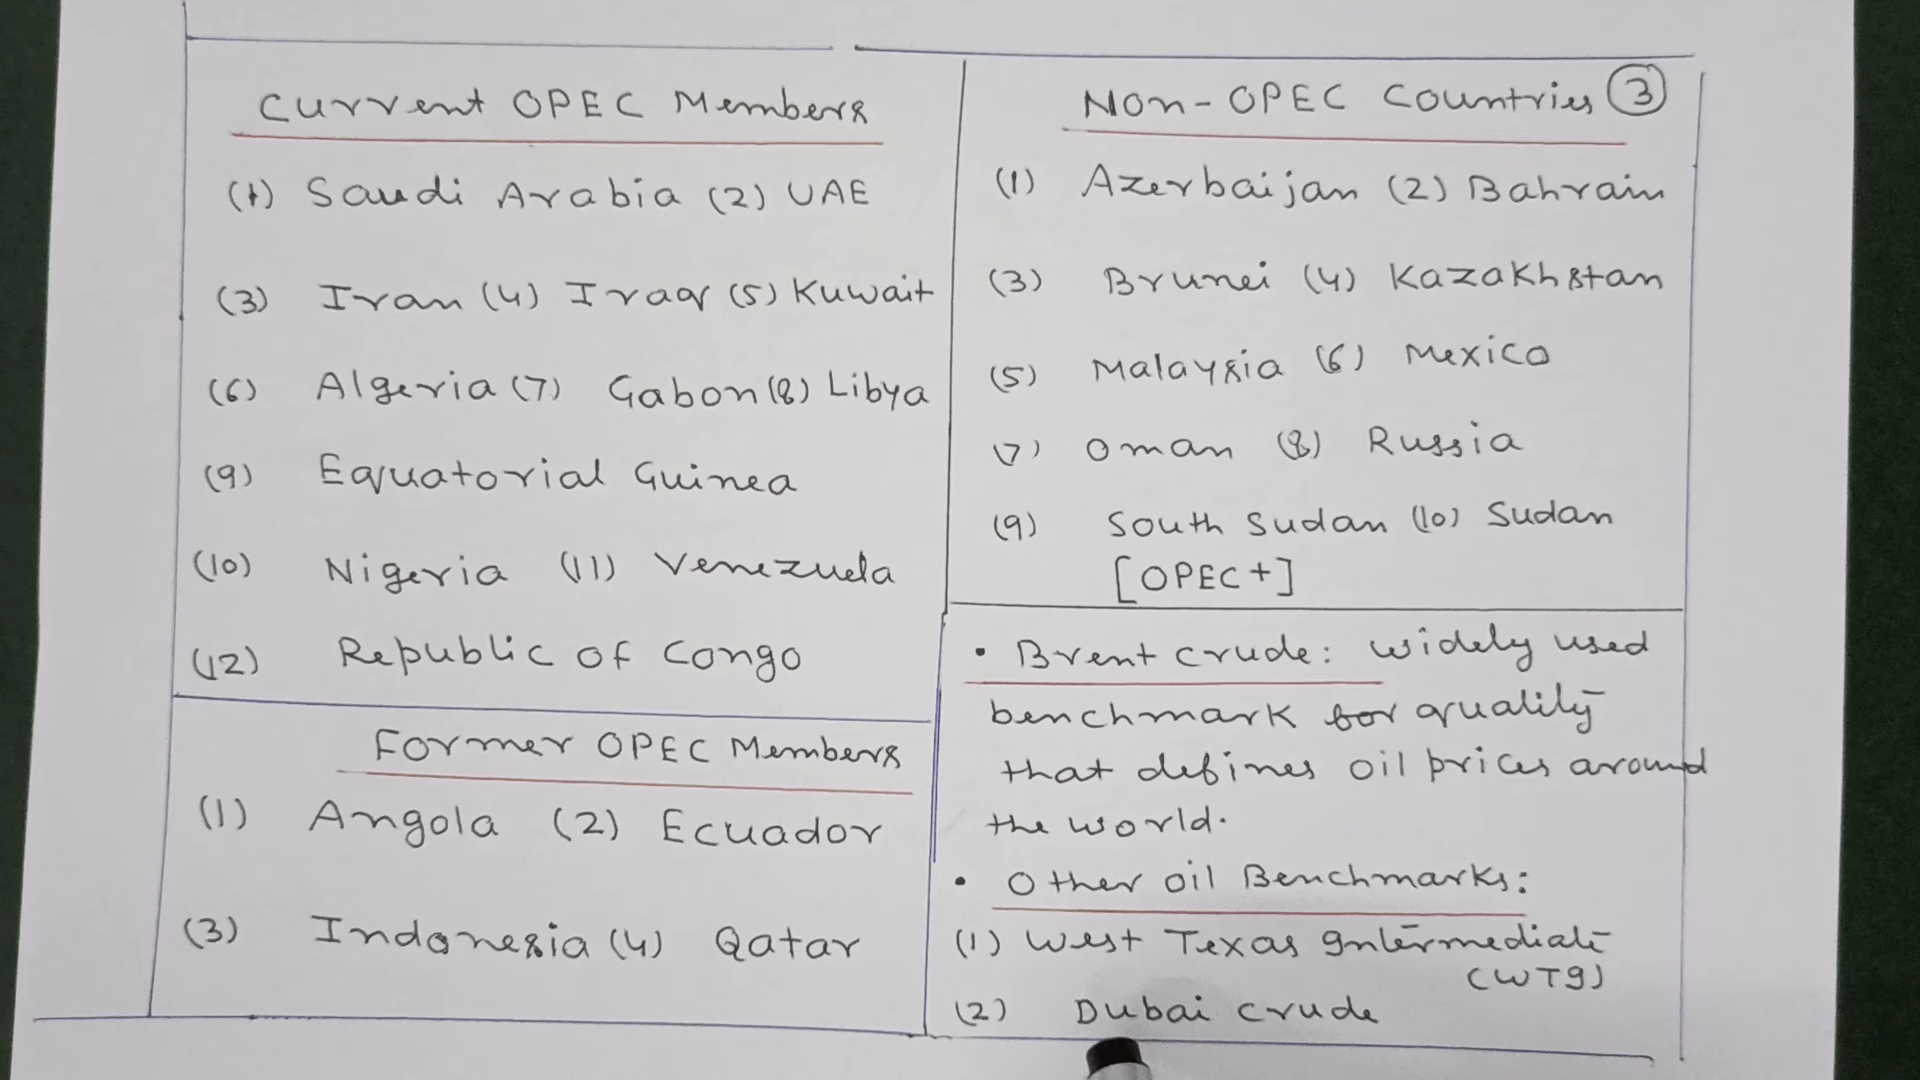 Current OPEC Members
(1) Saudi Arabia (2) UAE
(3) Iran (4) Iraq (5) Kuwait
(6) Algeria (7) Gabon (8) Libya
(9) Equatorial Guinea
(10) Nigeria (11) Venezuela
(12) Republic of Congo
Former OPEC Members
(1) Angola (2) Ecuador
(3) Indonesia (4) Qatar
Non-OPEC Countries 3
(1) Azerbaijan (2) Bahrain
(3) Brunei (4) Kazakhstan
(5) Malaysia (6) Mexico
(7) Oman (8) Russia
(9) South Sudan (10) Sudan
[OPEC+]
• Brent crude: widely used
benchmark for quality
that defines oil prices around
the world.
• Other oil Benchmarks:
(1) West Texas Intermediate
(WTI)
(2) Dubai crude